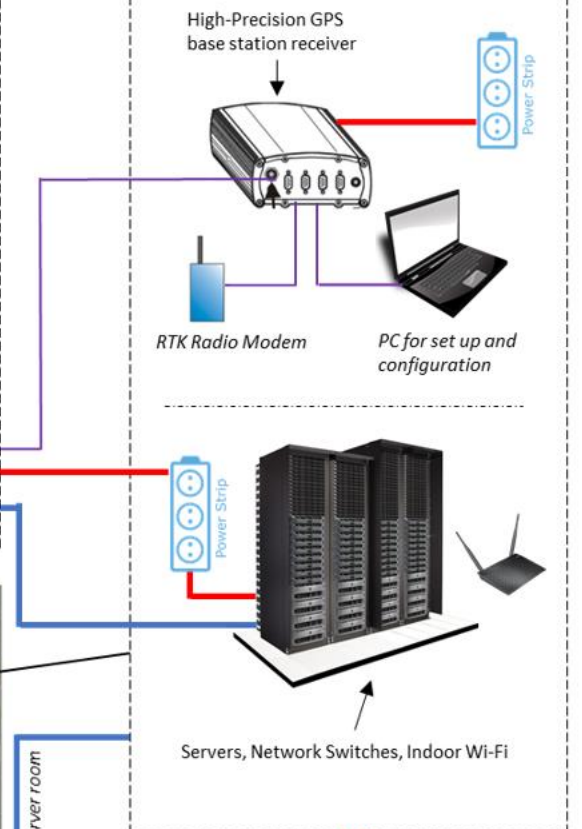 High-Precision GPS
base station receiver
Power Strip
RTK Radio Modem
PC for set up and
configuration
Power Strip
Servers, Network Switches, Indoor Wi-Fi
room